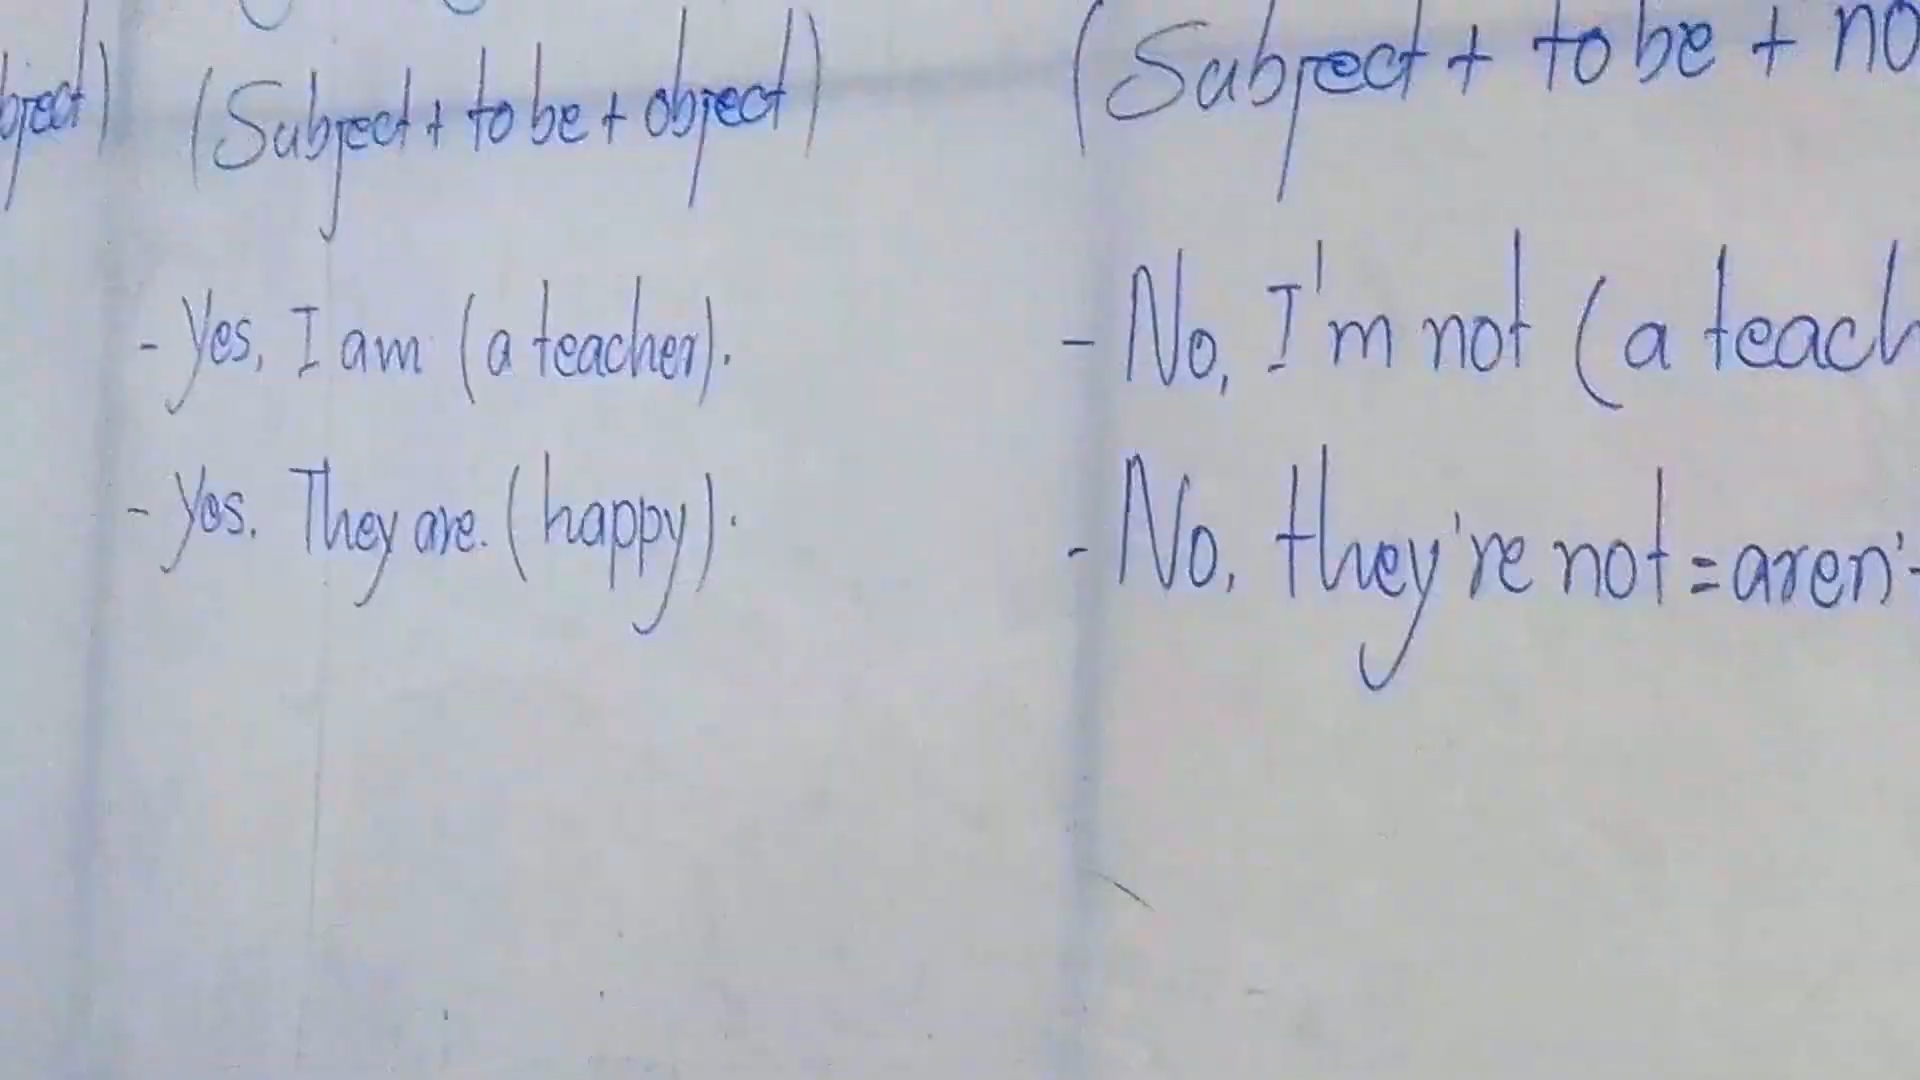 (Subject + to be + object)
- Yes, I am (a teacher).
- Yes. They are. (happy).
(Subject + to be + no
- No, I'm not (a teach
- No, they're not = aren't
bject)